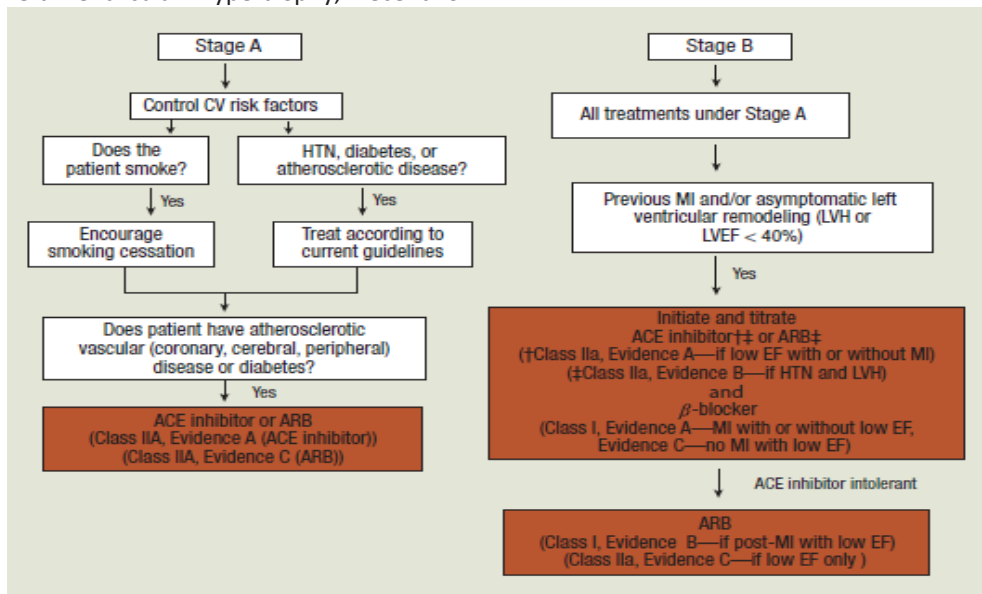 Stage A
Control CV risk factors
Does the
patient smoke?
HTN, diabetes, or
atherosclerotic disease?
Yes
Yes
Encourage
smoking cessation
Treat according to
current guidelines
Does patient have atherosclerotic
vascular (coronary, cerebral, peripheral)
disease or diabetes?
Yes
ACE inhibitor or ARB
(Class IIA, Evidence A (ACE inhibitor))
(Class IIA, Evidence C (ARB))
Stage B
All treatments under Stage A
Previous MI and/or asymptomatic left
ventricular remodeling (LVH or
LVEF < 40%)
Yes
Initiate and titrate
ACE inhibitor†‡ or ARB‡
(†Class IIa, Evidence A—if low EF with or without MI)
(‡Class IIa, Evidence B—if HTN and LVH)
and
β-blocker
(Class I, Evidence A—MI with or without low EF,
Evidence C—no MI with low EF)
ACE inhibitor intolerant
ARB
(Class I, Evidence B—if post-MI with low EF)
(Class IIa, Evidence C—if low EF only )